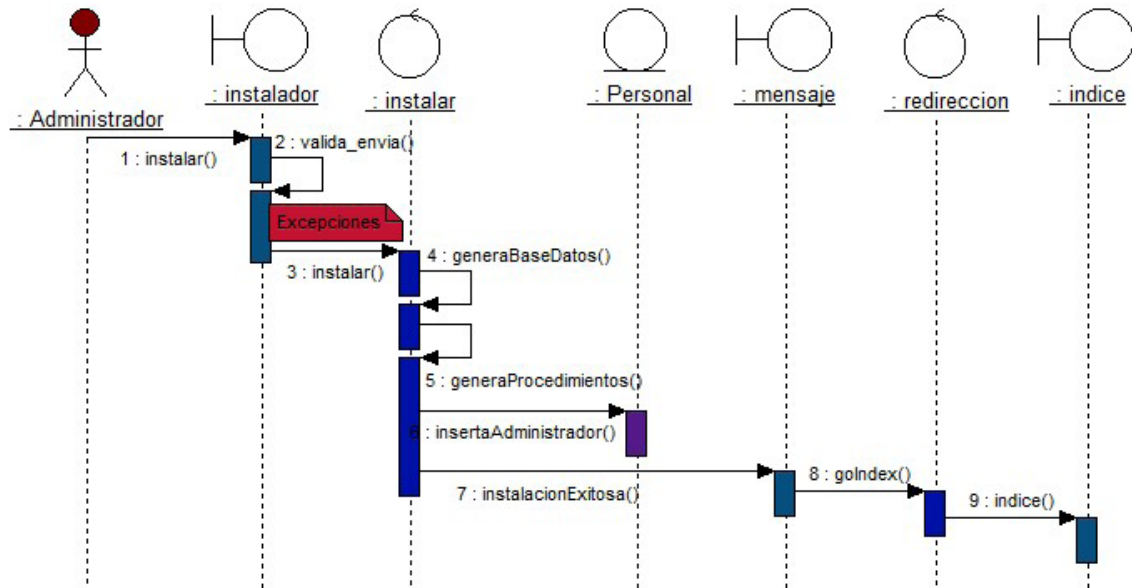 : Administrador
: instalador
: instalar
: Personal
: mensaje
: redireccion
: indice
1 : instalar()
2 : valida_envia()
Excepciones
3 : instalar()
4 : generaBaseDatos()
5 : generaProcedimientos()
6 : insertaAdministrador()
7 : instalacionExitosa()
8 : goIndex()
9 : indice()